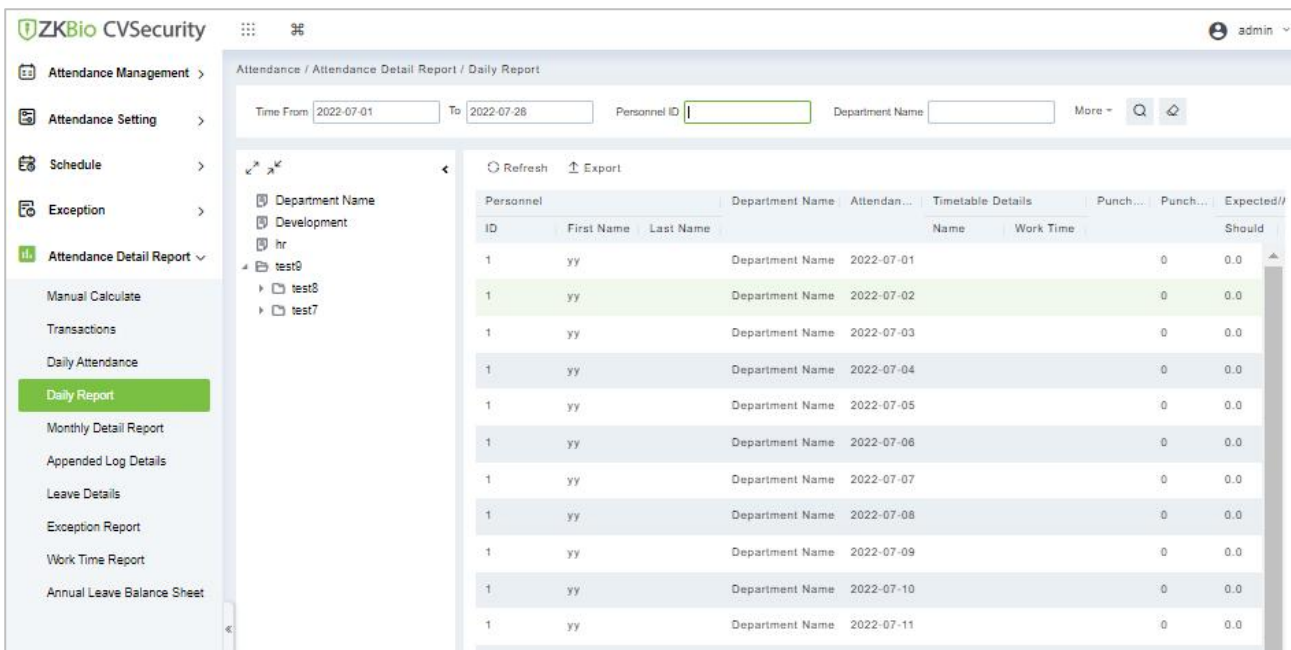 ZKBio CVSecurity
admin
Attendance Management
Attendance Setting
Schedule
Exception
Attendance Detail Report
Manual Calculate
Transactions
Daily Attendance
Daily Report
Monthly Detail Report
Appended Log Details
Leave Details
Exception Report
Work Time Report
Annual Leave Balance Sheet
Attendance / Attendance Detail Report / Daily Report
Time From 2022-07-01 To 2022-07-28 Personnel ID Department Name More
Department Name
Development
hr
test9
test8
test7
Refresh Export
Personnel Department Name Attendan... Timetable Details Punch... Punch... Expected/A
ID First Name Last Name Name Work Time Should
1 yy Department Name 2022-07-01 0 0.0
1 yy Department Name 2022-07-02 0 0.0
1 yy Department Name 2022-07-03 0 0.0
1 yy Department Name 2022-07-04 0 0.0
1 yy Department Name 2022-07-05 0 0.0
1 yy Department Name 2022-07-06 0 0.0
1 yy Department Name 2022-07-07 0 0.0
1 yy Department Name 2022-07-08 0 0.0
1 yy Department Name 2022-07-09 0 0.0
1 yy Department Name 2022-07-10 0 0.0
1 yy Department Name 2022-07-11 0 0.0